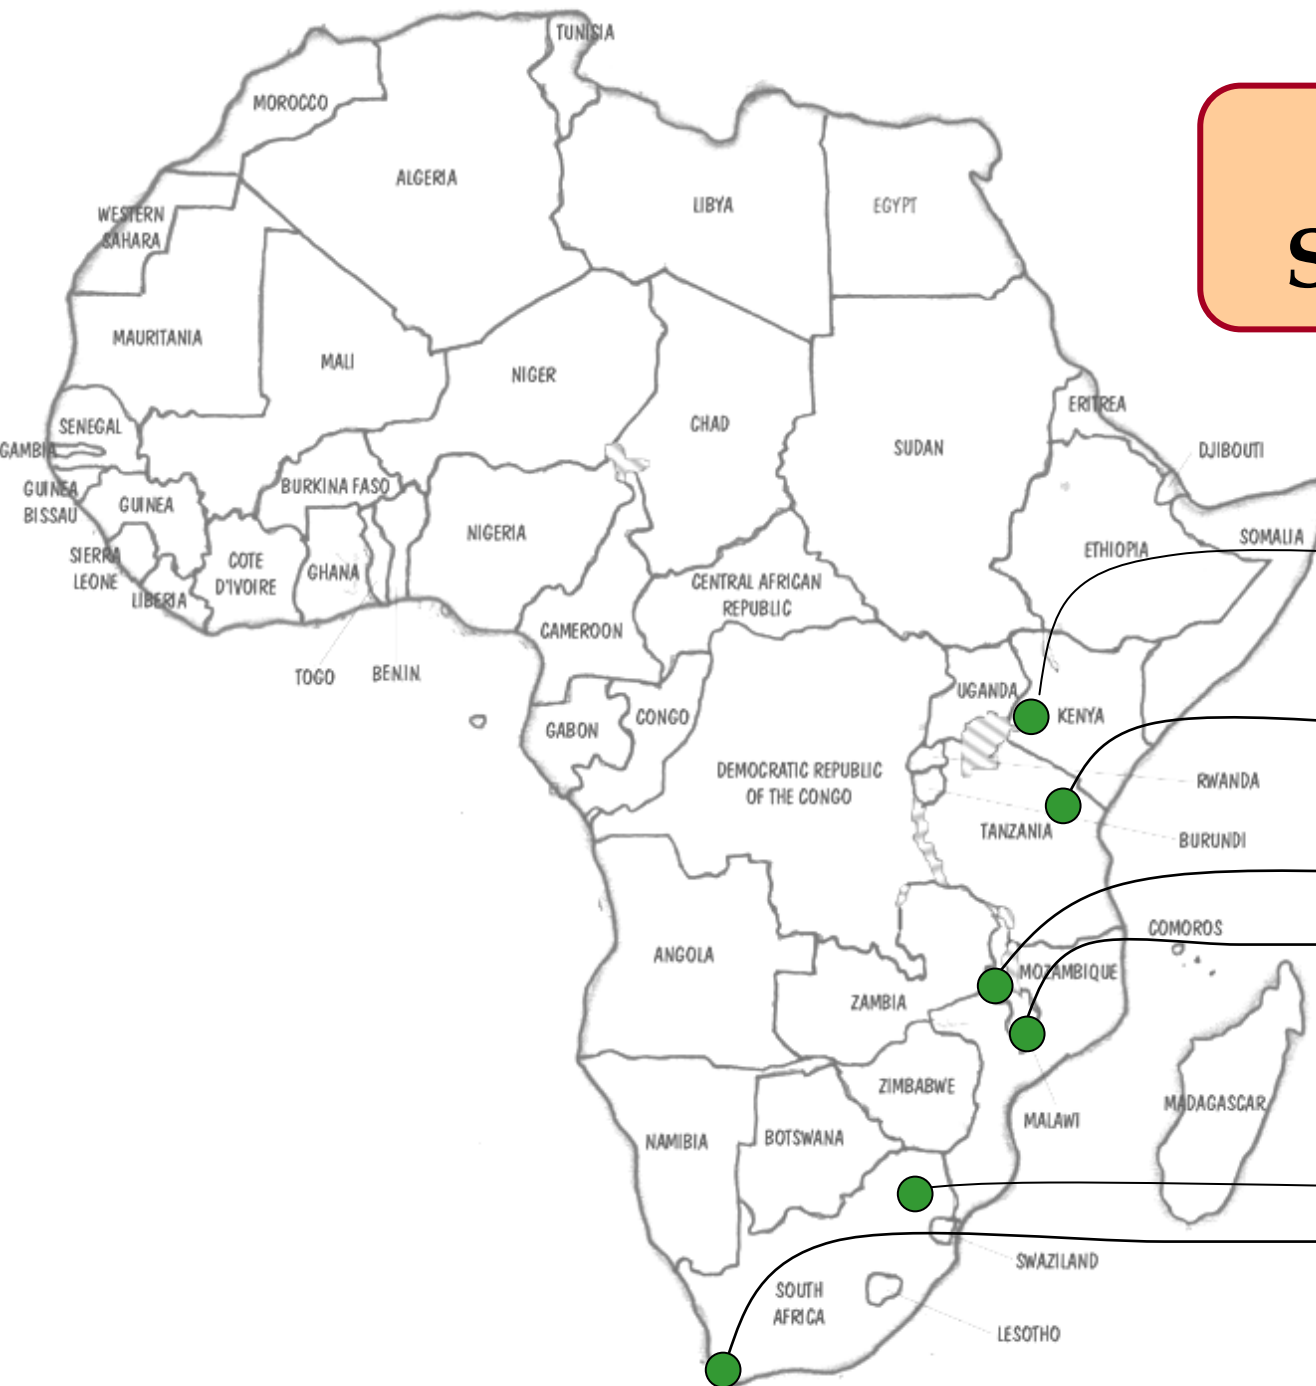 TUNISIA
MOROCCO
ALGERIA
LIBYA
EGYPT
WESTERN
SAHARA
S
MAURITANIA
MALI
NIGER
CHAD
SUDAN
ERITREA
DJIBOUTI
SENEGAL
GAMBIA
GUINEA
BISSAU
GUINEA
BURKINA FASO
NIGERIA
ETHIOPIA
SOMALIA
SIERRA
LEONE
LIBERIA
COTE
D'IVOIRE
GHANA
CENTRAL AFRICAN
REPUBLIC
CAMEROON
TOGO
BENIN
UGANDA
KENYA
GABON
CONGO
DEMOCRATIC REPUBLIC
OF THE CONGO
RWANDA
TANZANIA
BURUNDI
COMOROS
ANGOLA
MOZAMBIQUE
ZAMBIA
ZIMBABWE
MALAWI
MADAGASCAR
NAMIBIA
BOTSWANA
SWAZILAND
SOUTH
AFRICA
LESOTHO